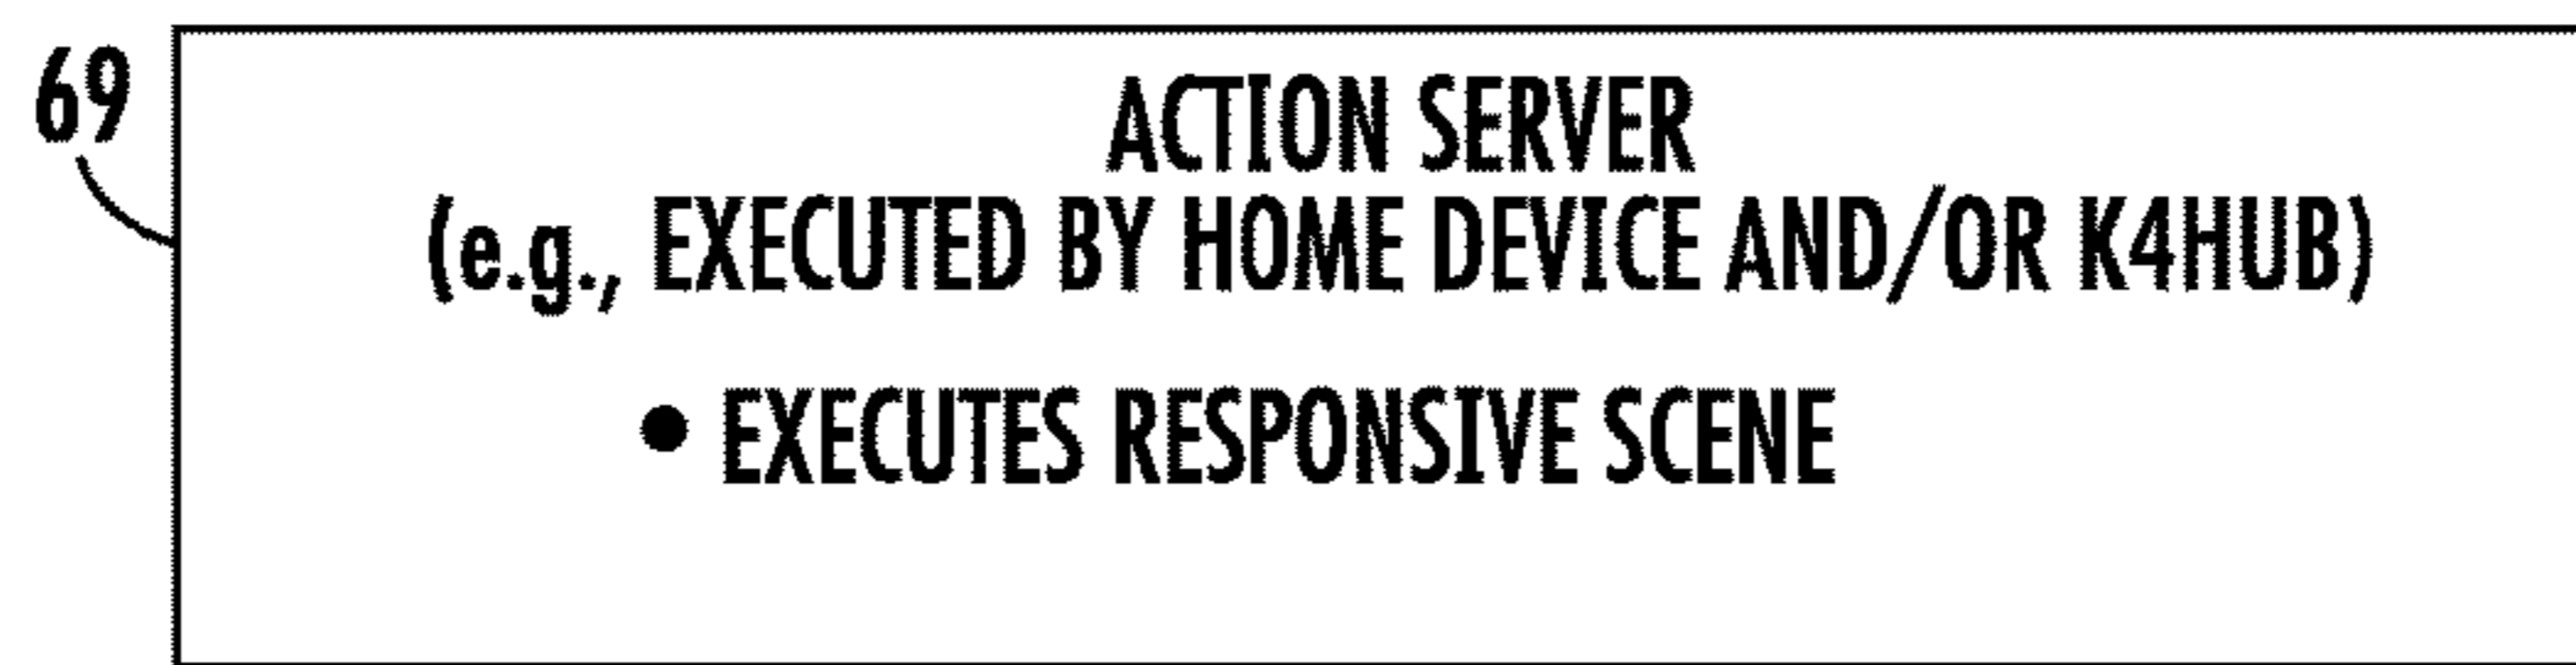 69
ACTION SERVER
(e.g., EXECUTED BY HOME DEVICE AND/OR K4HUB)
• EXECUTES RESPONSIVE SCENE